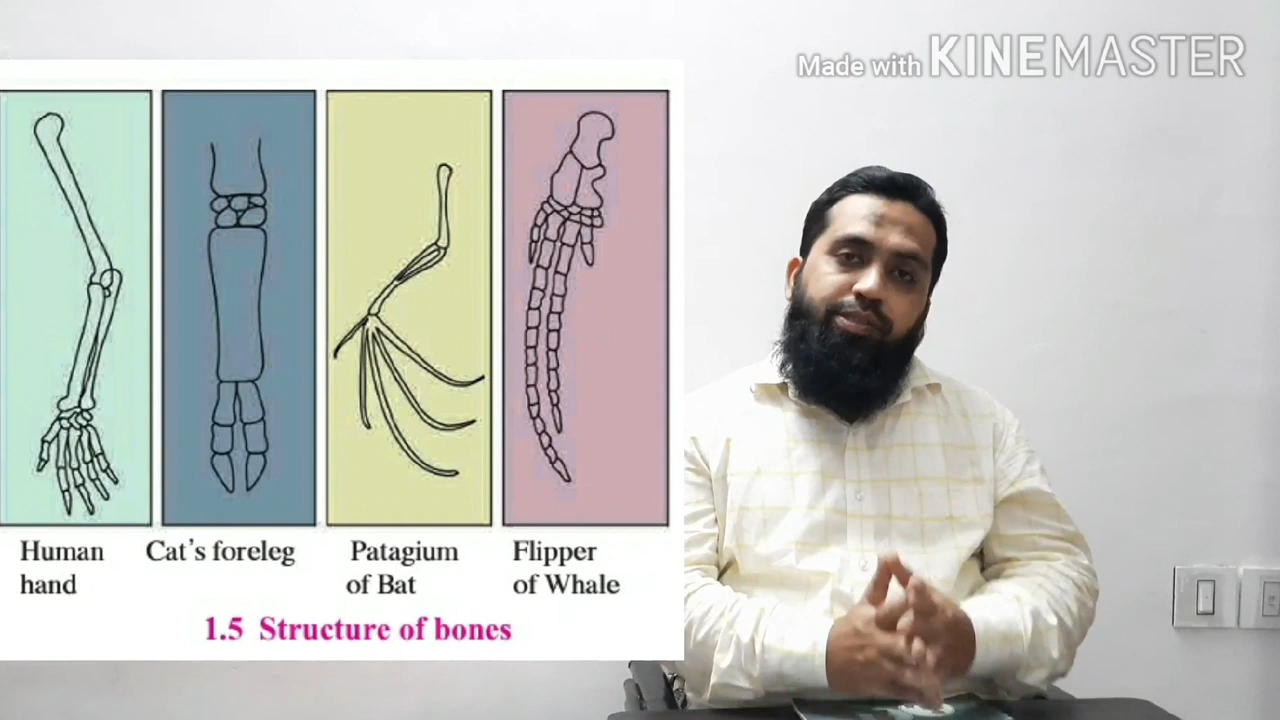 Made with KINEMASTER
Human hand
Cat's foreleg
Patagium of Bat
Flipper of Whale
1.5 Structure of bones